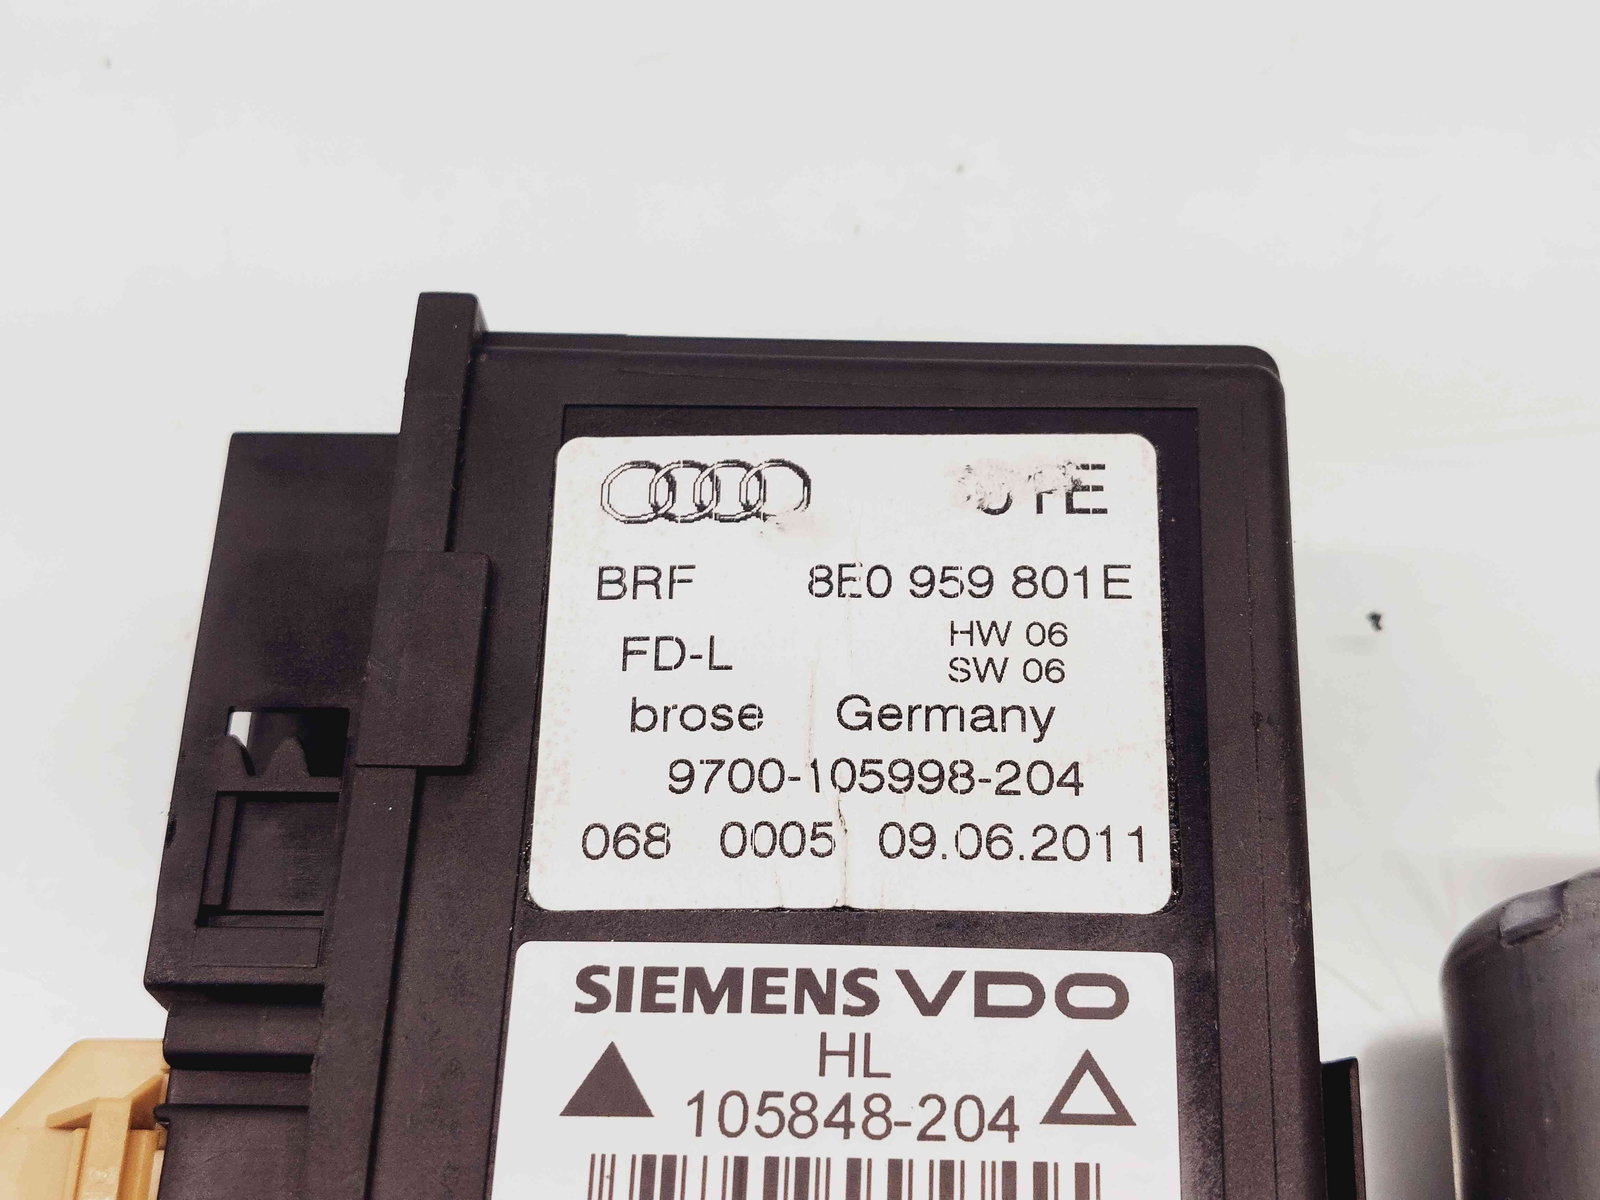 01E
BRF 8E0 959 801E
FD-L HW 06
SW 06
brose Germany
9700-105998-204
068 0005 09.06.2011
SIEMENS VDO
HL
105848-204